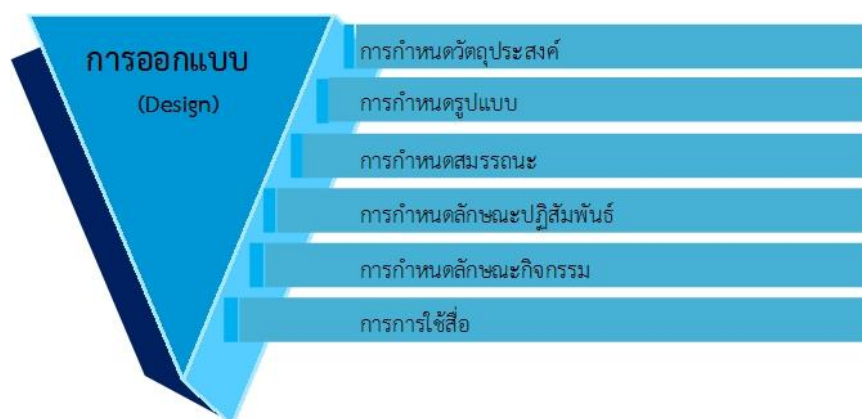 การออกแบบ
(Design)
การกำหนดวัตถุประสงค์
การกำหนดรูปแบบ
การกำหนดสมรรถนะ
การกำหนดลักษณะปฏิสัมพันธ์
การกำหนดลักษณะกิจกรรม
การการใช้สื่อ